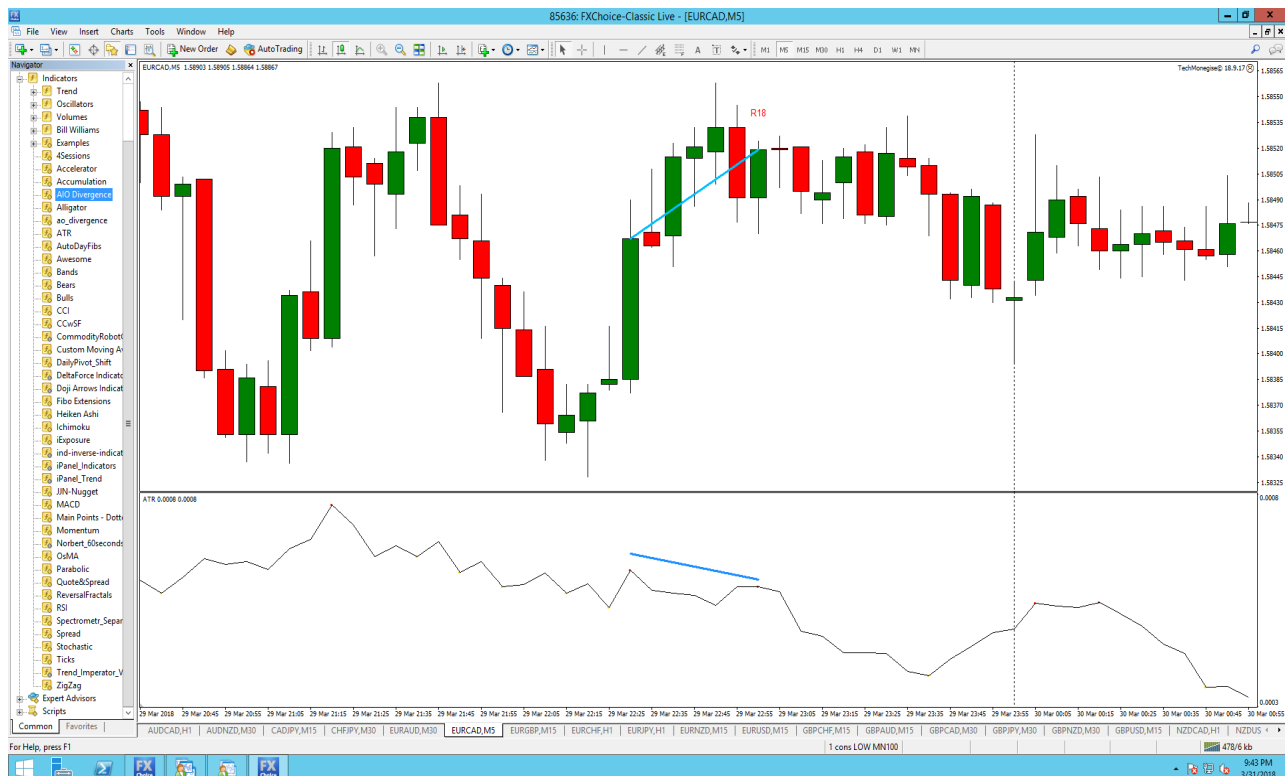 85636: FXChoice-Classic Live - [EURCAD,M5]
File View Insert Charts Tools Window Help
New Order AutoTrading A T M1 M5 M15 M30 H1 H4 D1 W1 MN
Navigator
Indicators
Trend
Oscillators
Volumes
Bill Williams
Examples
4Sessions
Accelerator
Accumulation
AIO Divergence
Alligator
ao_divergence
ATR
AutoDayFibs
Awesome
Bands
Bears
Bulls
CCI
CCwSF
CommodityRobot
Custom Moving A
DailyPivot_Shift
DeltaForce Indicato
Doji Arrows Indicat
Fibo Extensions
Heiken Ashi
Ichimoku
iExposure
ind-inverse-indicat
iPanel_Indicators
iPanel_Trend
JJN-Nugget
MACD
Main Points - Dott
Momentum
Norbert_60seconds
OsMA
Parabolic
Quote&Spread
ReversalFractals
RSI
Spectrometr_Separ
Spread
Stochastic
Ticks
Trend_Imperator_V
ZigZag
Expert Advisors
Scripts
Common Favorites
EURCAD,M5 1.58903 1.58905 1.58864 1.58867
TechMonegise© 18.9.17
R18
1.58565
1.58550
1.58535
1.58520
1.58505
1.58490
1.58475
1.58460
1.58445
1.58430
1.58415
1.58400
1.58385
1.58370
1.58355
1.58340
1.58325
ATR 0.0008 0.0008
0.0008
0.0003
29 Mar 2018 29 Mar 20:45 29 Mar 20:55 29 Mar 21:05 29 Mar 21:15 29 Mar 21:25 29 Mar 21:35 29 Mar 21:45 29 Mar 21:55 29 Mar 22:05 29 Mar 22:15 29 Mar 22:25 29 Mar 22:35 29 Mar 22:45 29 Mar 22:55 29 Mar 23:05 29 Mar 23:15 29 Mar 23:25 29 Mar 23:35 29 Mar 23:45 29 Mar 23:55 30 Mar 00:05 30 Mar 00:15 30 Mar 00:25 30 Mar 00:35 30 Mar 00:45 30 Mar 00:55
AUDCAD,H1 AUDNZD,M30 CADJPY,M15 CHFJPY,M30 EURAUD,M30 EURCAD,M5 EURGBP,M15 EURCHF,H1 EURJPY,H1 EURNZD,M15 EURUSD,M15 GBPCHF,M15 GBPAUD,M15 GBPCAD,M30 GBPJPY,M30 GBPNZD,M30 GBPUSD,M15 NZDCAD,H1 NZDUS
For Help, press F1
1 cons LOW MN100
478/6 kb
FX Choice FX Choice
9:43 PM
3/31/2018